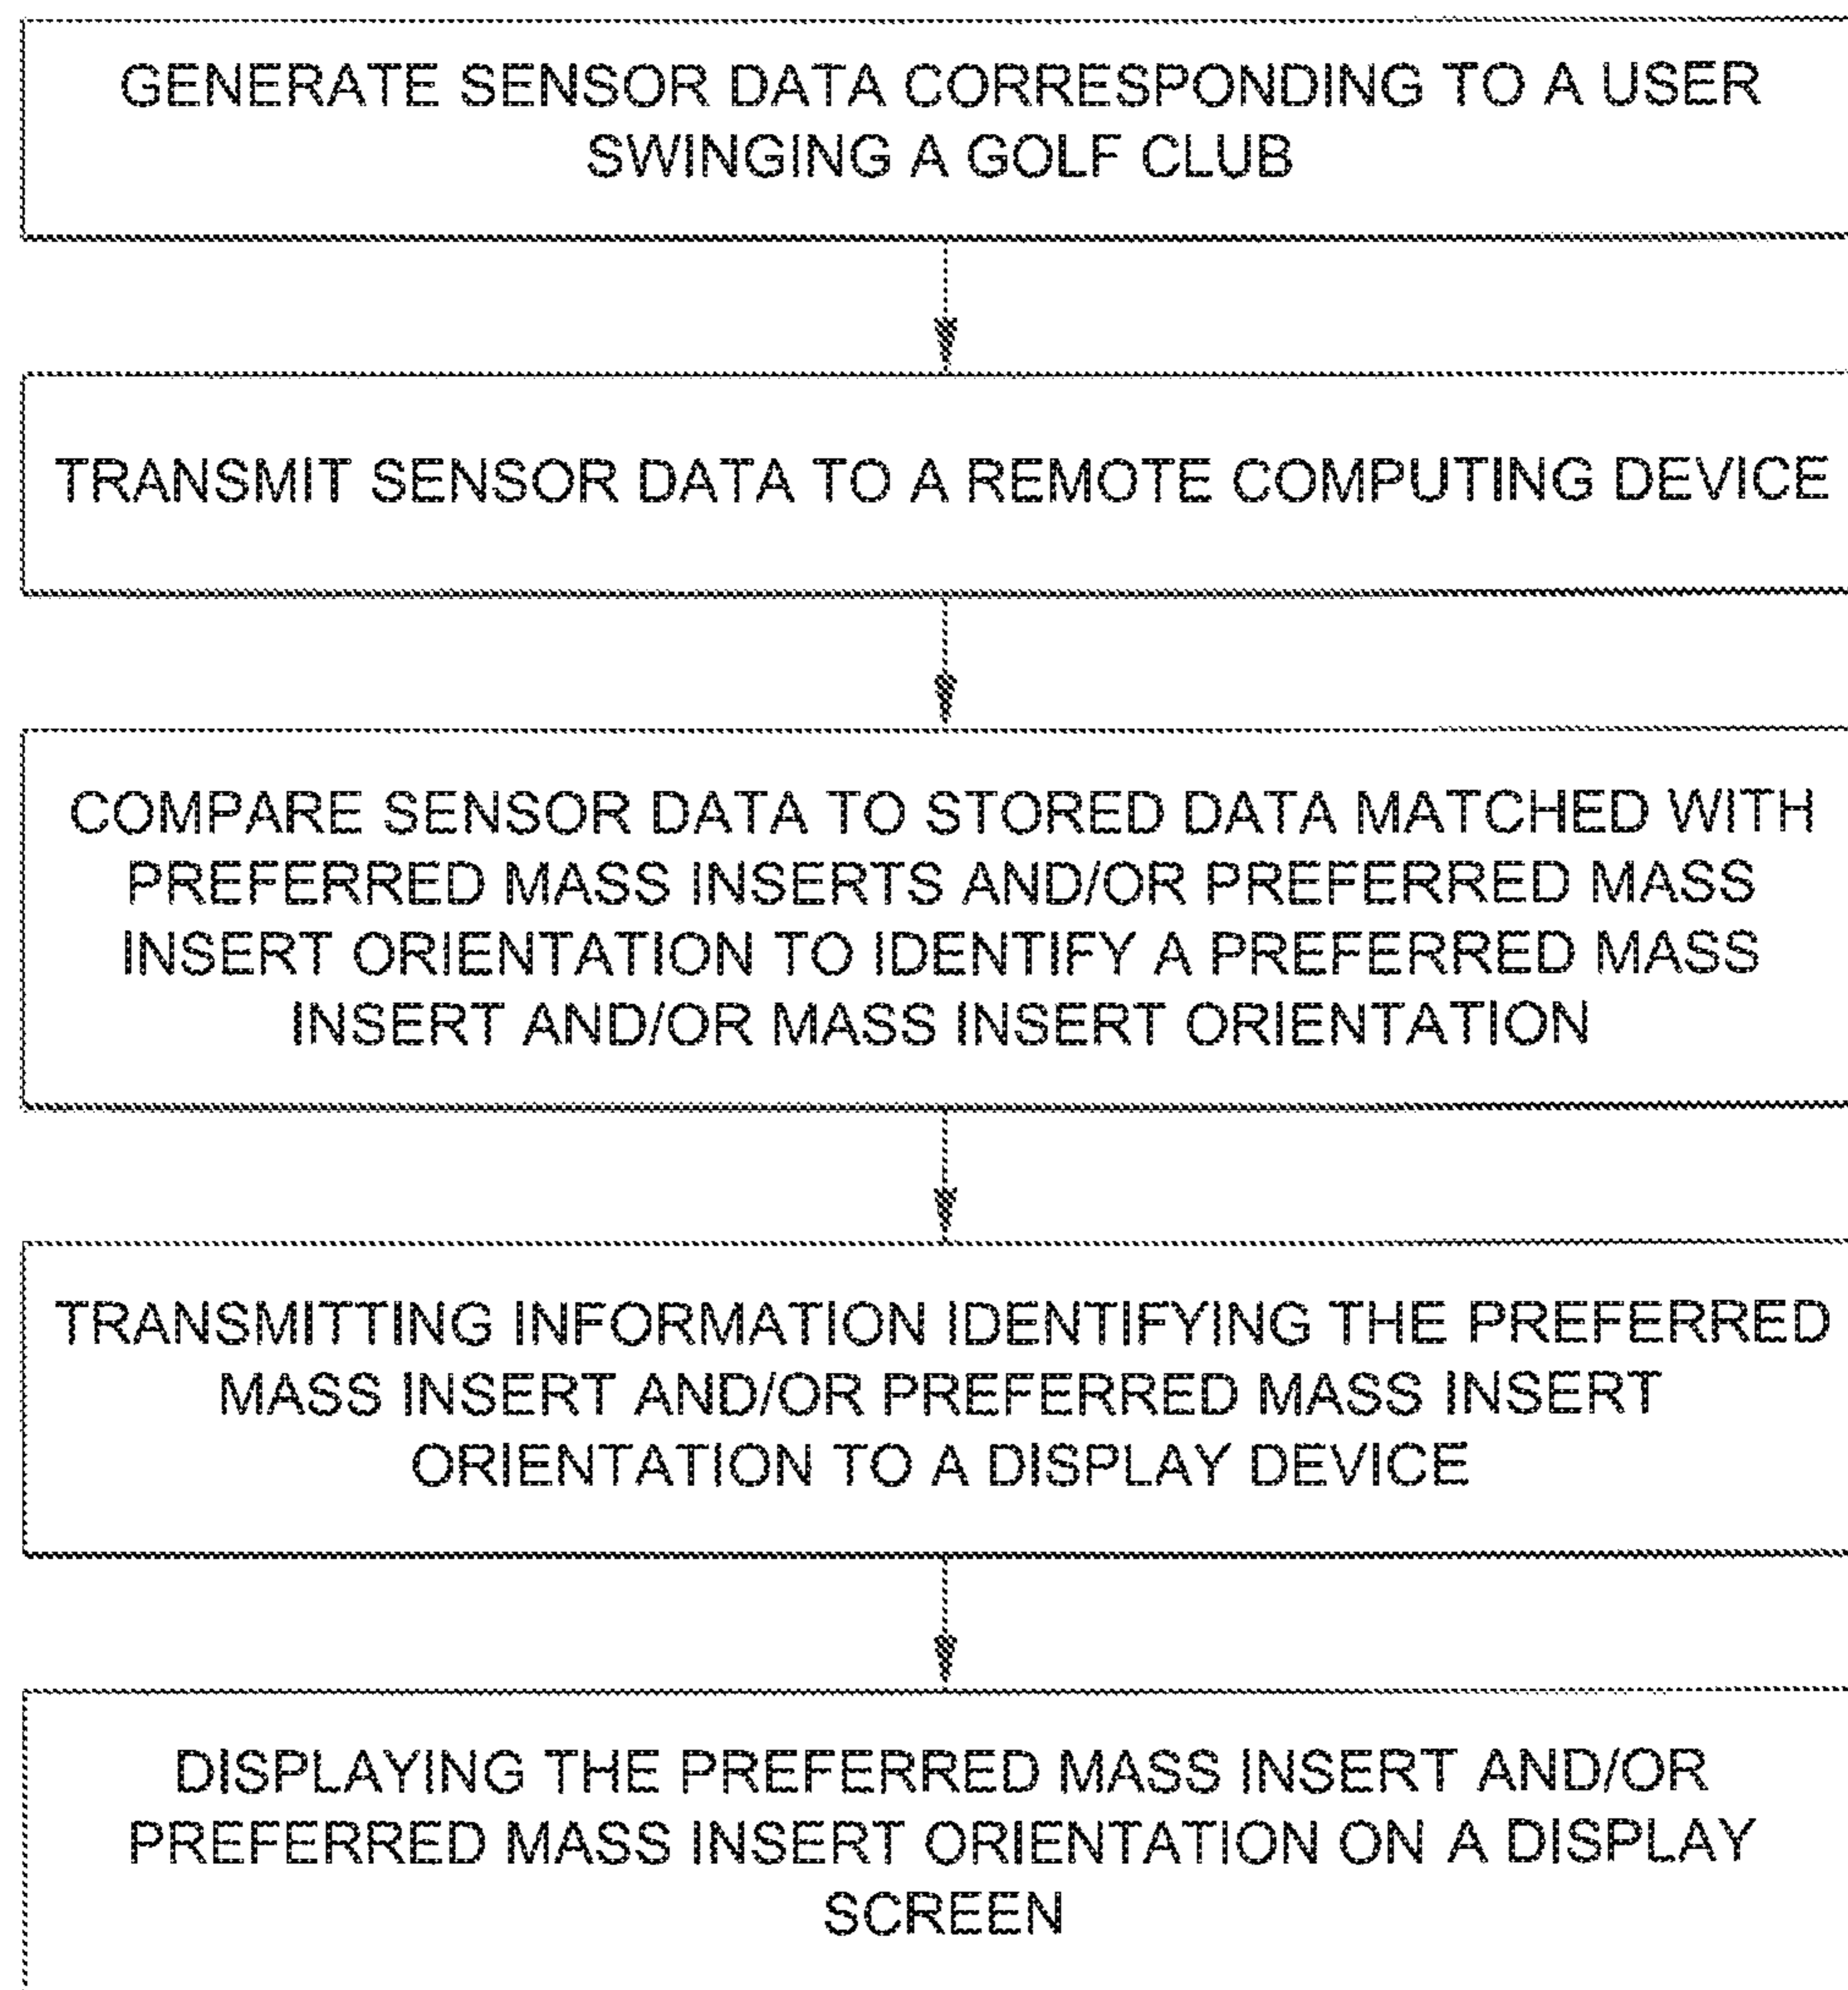 GENERATE SENSOR DATA CORRESPONDING TO A USER
SWINGING A GOLF CLUB
TRANSMIT SENSOR DATA TO A REMOTE COMPUTING DEVICE
COMPARE SENSOR DATA TO STORED DATA MATCHED WITH
PREFERRED MASS INSERTS AND/OR PREFERRED MASS
INSERT ORIENTATION TO IDENTIFY A PREFERRED MASS
INSERT AND/OR MASS INSERT ORIENTATION
TRANSMITTING INFORMATION IDENTIFYING THE PREFERRED
MASS INSERT AND/OR PREFERRED MASS INSERT
ORIENTATION TO A DISPLAY DEVICE
DISPLAYING THE PREFERRED MASS INSERT AND/OR
PREFERRED MASS INSERT ORIENTATION ON A DISPLAY
SCREEN